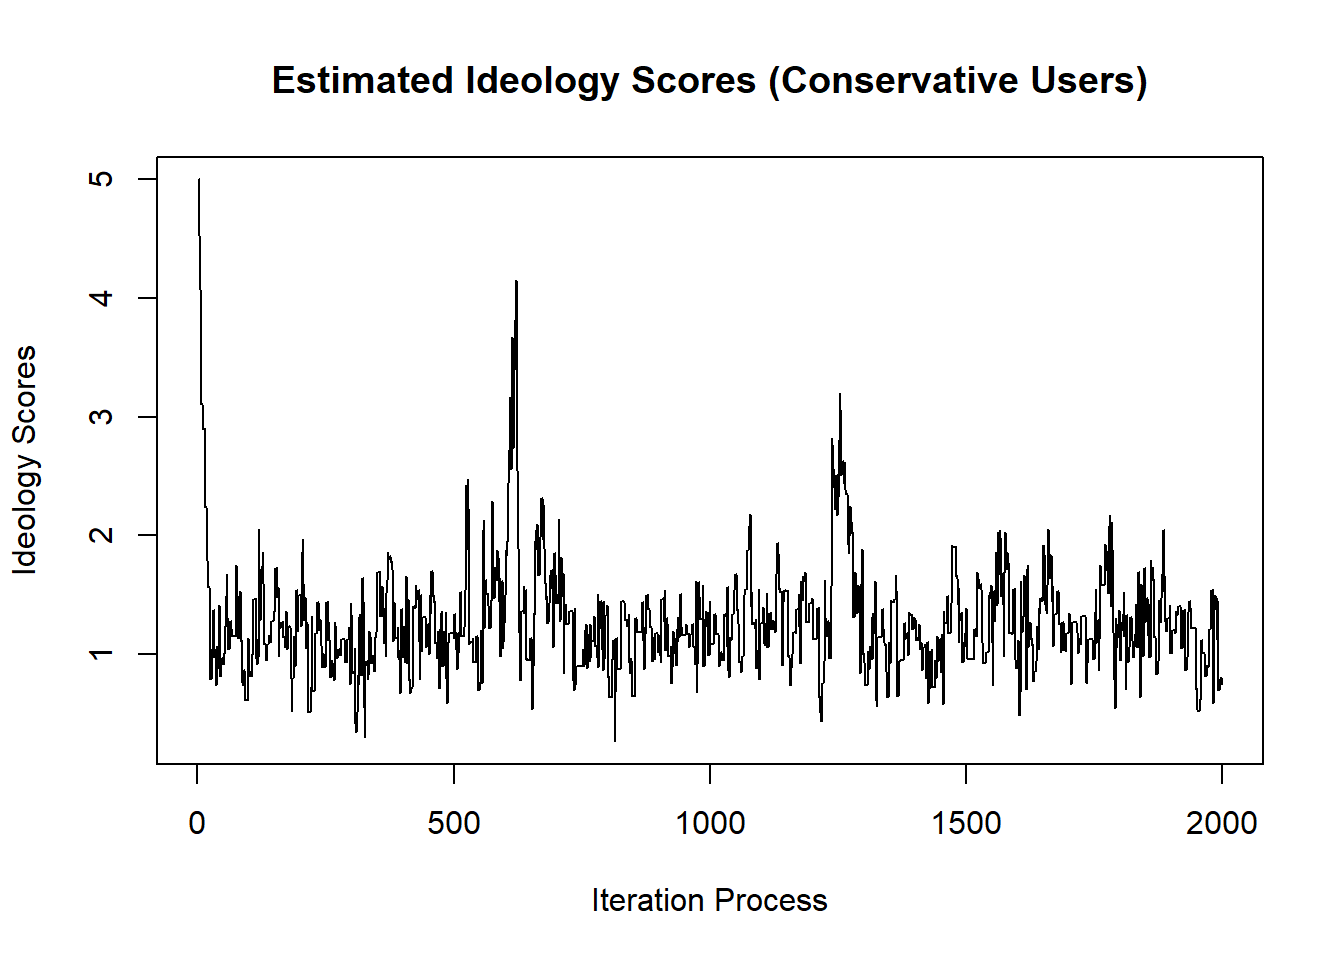 Estimated Ideology Scores (Conservative Users)
5
4
3
2
1
Ideology Scores
0 500 1000 1500 2000
Iteration Process